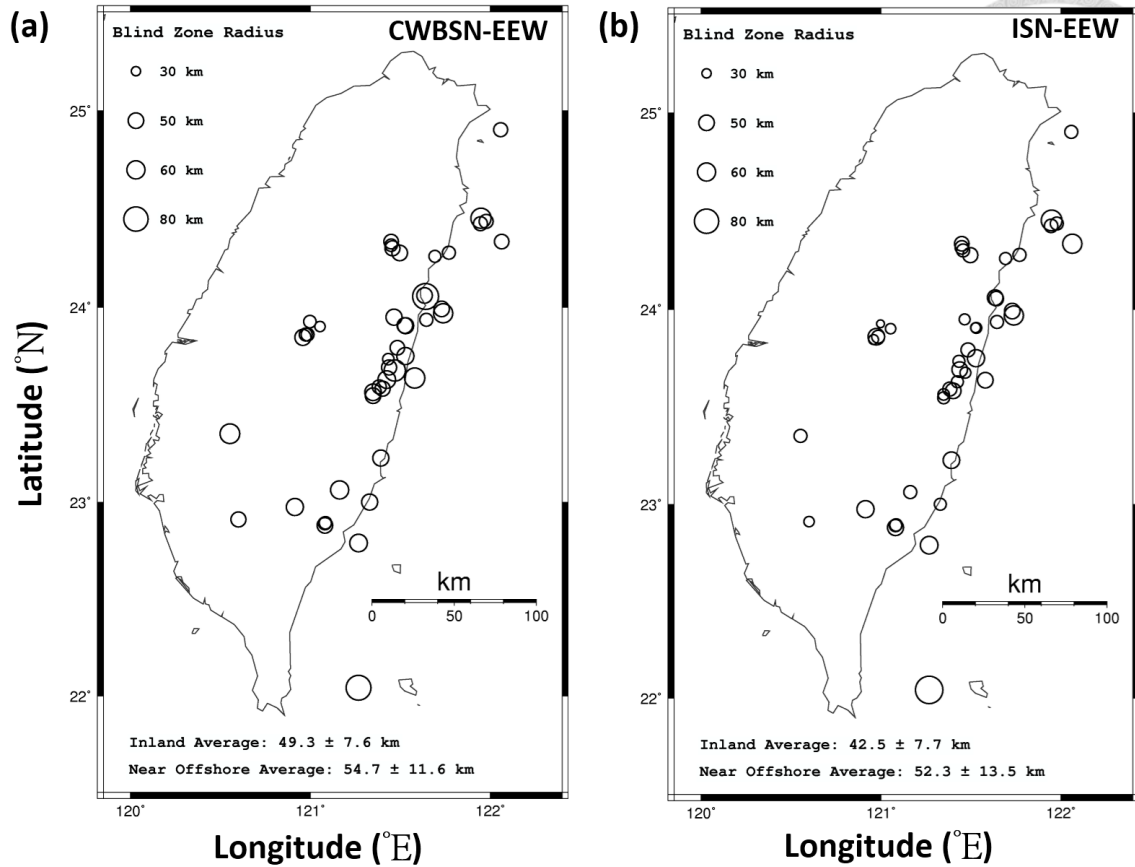 (a)
CWBSN-EEW
Blind Zone Radius
30 km
50 km
60 km
80 km
25°
24°
23°
22°
120°
121°
122°
km
0 50 100
Inland Average: 49.3 ± 7.6 km
Near Offshore Average: 54.7 ± 11.6 km
Latitude (°N)
Longitude (°E)
(b)
ISN-EEW
Blind Zone Radius
30 km
50 km
60 km
80 km
25°
24°
23°
22°
120°
121°
122°
km
0 50 100
Inland Average: 42.5 ± 7.7 km
Near Offshore Average: 52.3 ± 13.5 km
Longitude (°E)